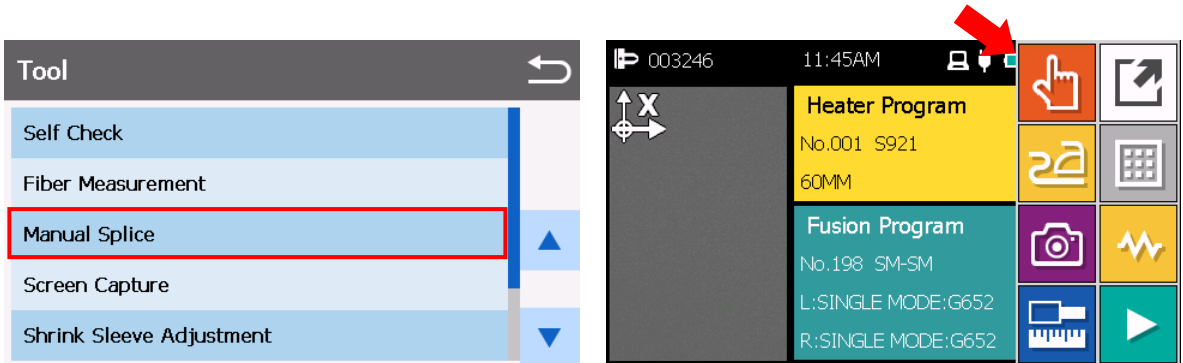 Tool
Self Check
Fiber Measurement
Manual Splice
Screen Capture
Shrink Sleeve Adjustment
003246 11:45AM
X
Heater Program
No.001 S921
60MM
Fusion Program
No.198 SM-SM
L:SINGLE MODE:G652
R:SINGLE MODE:G652